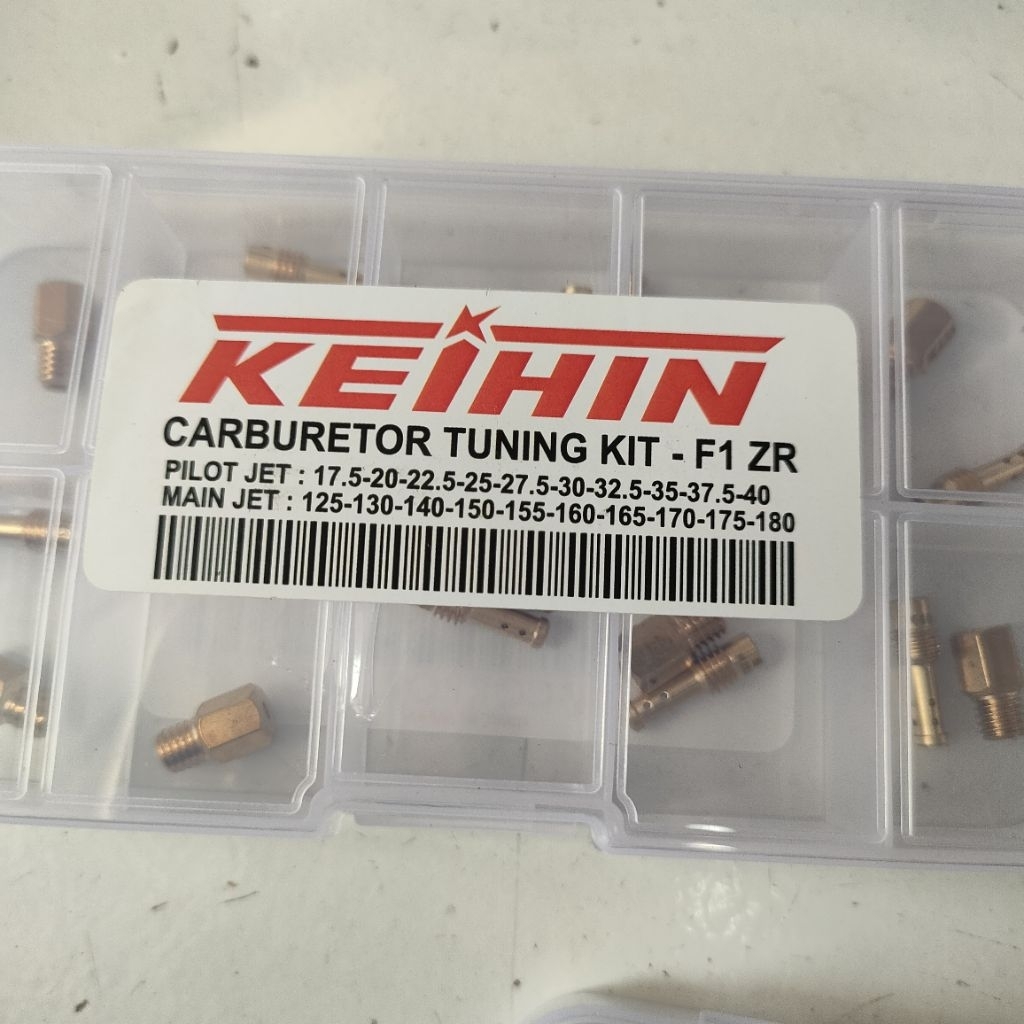 KEIHIN
CARBURETOR TUNING KIT - F1 ZR
PILOT JET : 17.5-20-22.5-25-27.5-30-32.5-35-37.5-40
MAIN JET : 125-130-140-150-155-160-165-170-175-180